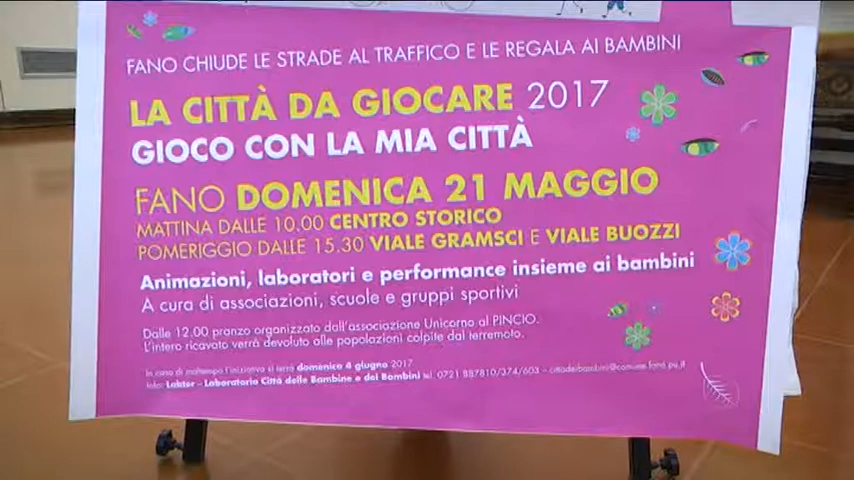 FANO CHIUDE LE STRADE AL TRAFFICO E LE REGALA AI BAMBINI
LA CITTÀ DA GIOCARE 2017
GIOCO CON LA MIA CITTÀ
FANO DOMENICA 21 MAGGIO
MATTINA DALLE 10.00 CENTRO STORICO
POMERIGGIO DALLE 15.30 VIALE GRAMSCI E VIALE BUOZZI
Animazioni, laboratori e performance insieme ai bambini
A cura di associazioni, scuole e gruppi sportivi
Dalle 12.00 pranzo organizzato dall'associazione Unicorno al PINCIO.
L'intero ricavato verrà devoluto alle popolazioni colpite dal terremoto.
In caso di maltempo l'iniziativa si terrà domenica 4 giugno 2017
Info: Labter – Laboratorio Città delle Bambine e dei Bambini tel. 0721 887810/374/603 – cittadeibambini@comune.fano.pu.it